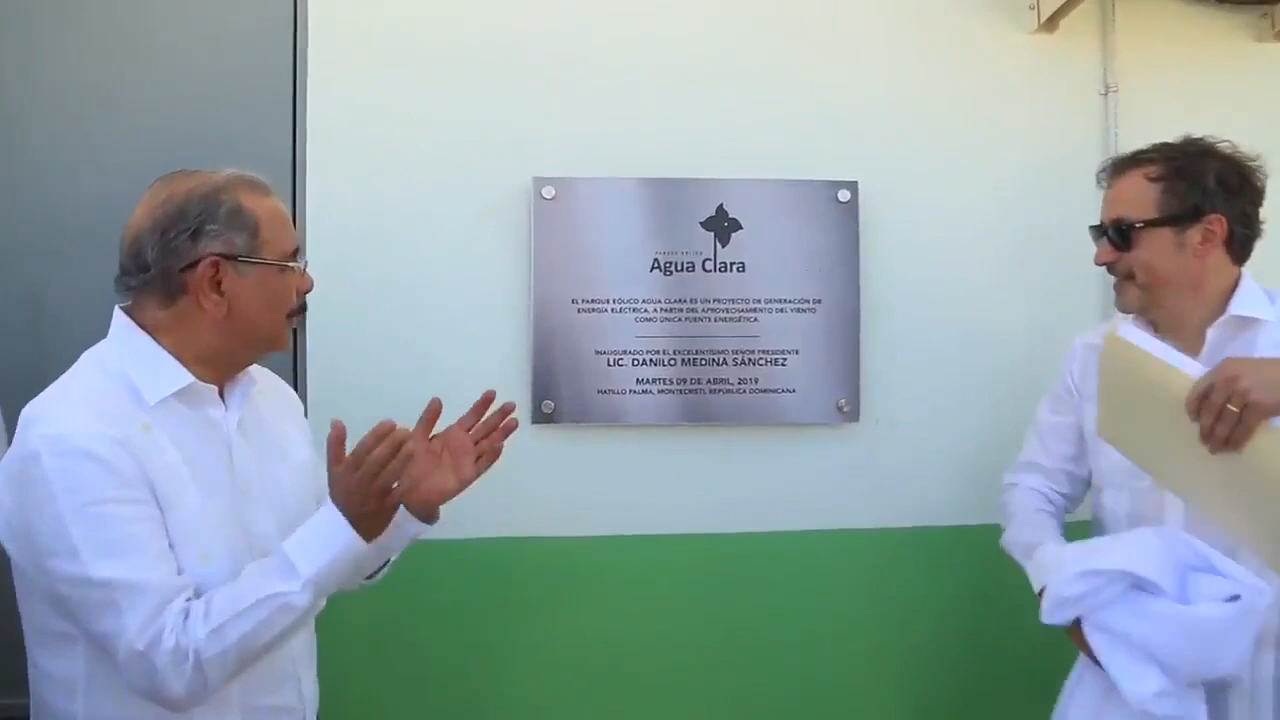 PARQUE EÓLICO
Agua Clara
EL PARQUE EÓLICO AGUA CLARA ES UN PROYECTO DE GENERACIÓN DE
ENERGÍA ELÉCTRICA, A PARTIR DEL APROVECHAMIENTO DEL VIENTO
COMO ÚNICA FUENTE ENERGÉTICA.
INAUGURADO POR EL EXCELENTÍSIMO SEÑOR PRESIDENTE
LIC. DANILO MEDINA SÁNCHEZ
MARTES 09 DE ABRIL, 2019
HATILLO PALMA, MONTECRISTI, REPÚBLICA DOMINICANA